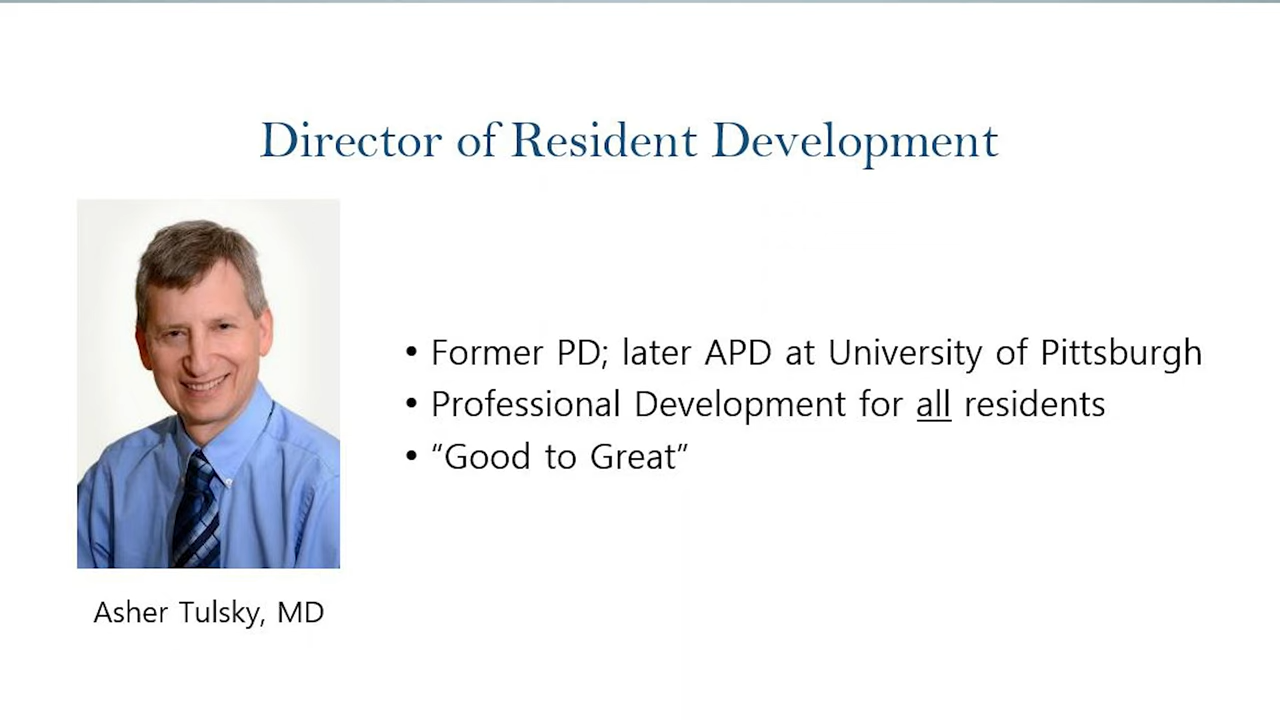 Director of Resident Development
• Former PD; later APD at University of Pittsburgh
• Professional Development for all residents
• “Good to Great”
Asher Tulsky, MD